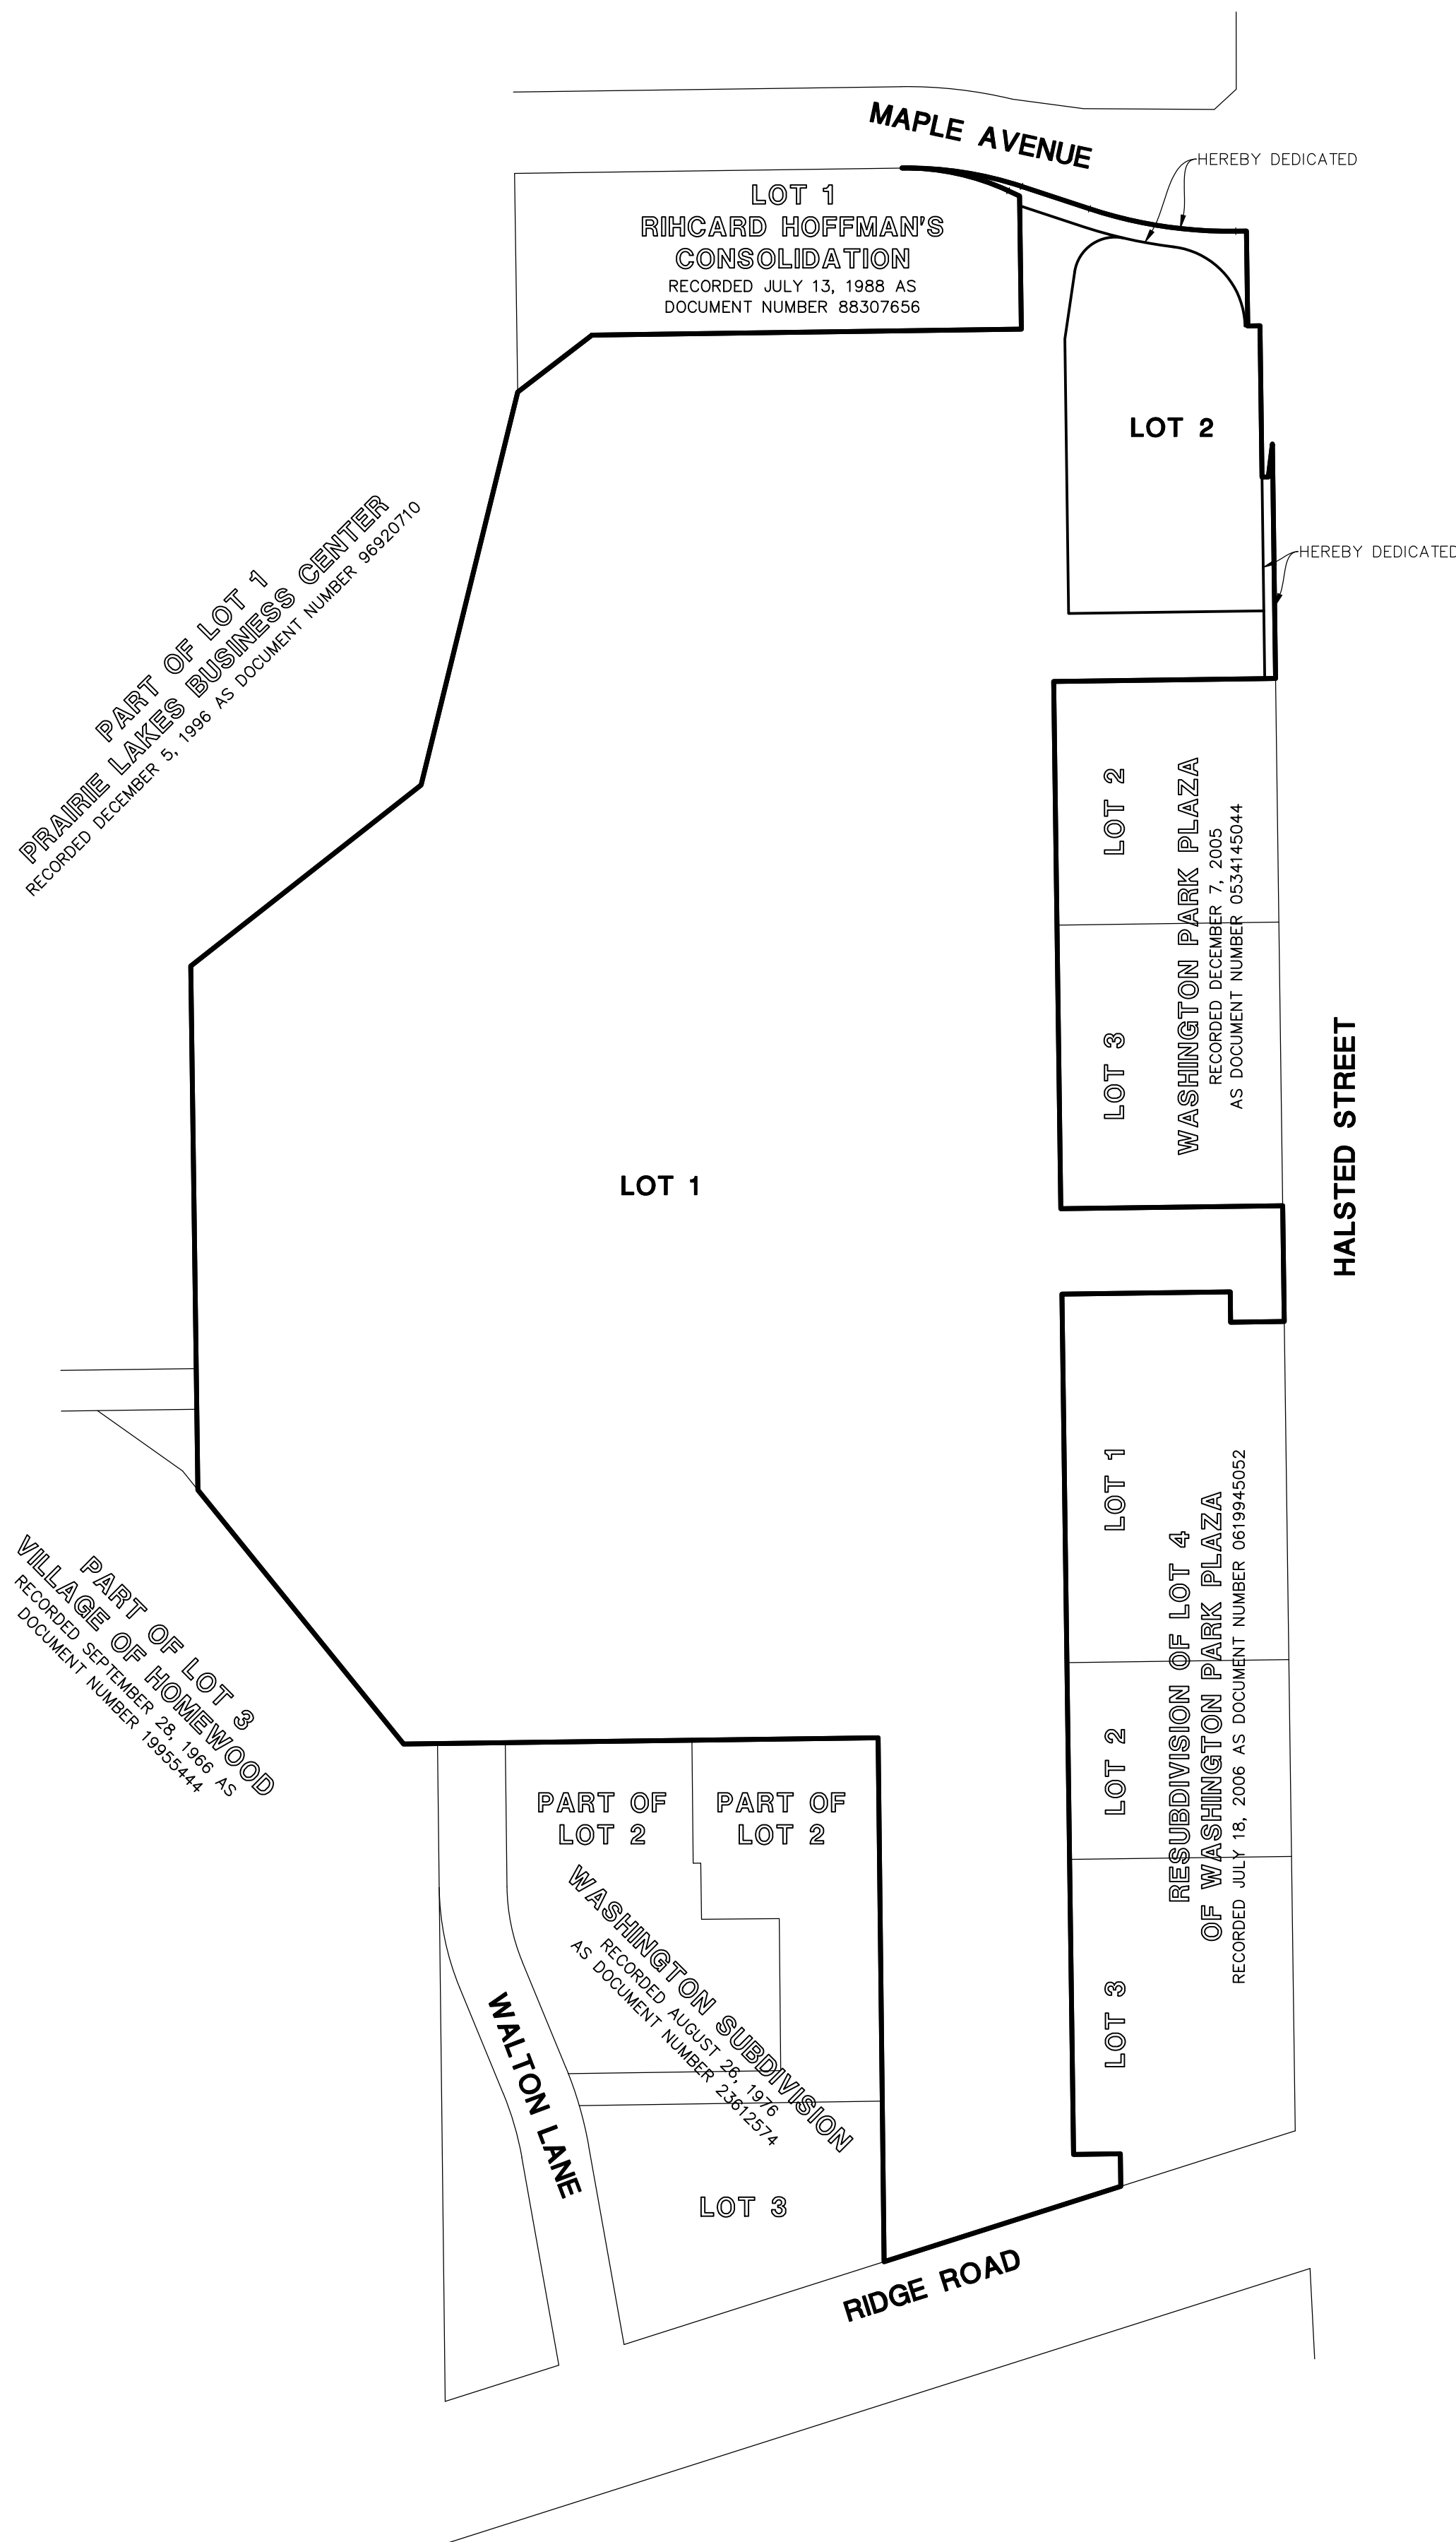 MAPLE AVENUE
HEREBY DEDICATED
LOT 1
RIHCARD HOFFMAN'S
CONSOLIDATION
RECORDED JULY 13, 1988 AS
DOCUMENT NUMBER 88307656
LOT 2
HEREBY DEDICATED
PART OF LOT 1
PRAIRIE LAKES BUSINESS CENTER
RECORDED DECEMBER 5, 1996 AS DOCUMENT NUMBER 96920710
LOT 2
LOT 3
WASHINGTON PARK PLAZA
RECORDED DECEMBER 7, 2005
AS DOCUMENT NUMBER 0534145044
HALSTED STREET
LOT 1
LOT 1
LOT 2
LOT 3
RESUBDIVISION OF LOT 4
OF WASHINGTON PARK PLAZA
RECORDED JULY 18, 2006 AS DOCUMENT NUMBER 0619945052
PART OF LOT 3
VILLAGE OF HOMEWOOD
RECORDED SEPTEMBER 28, 1966 AS
DOCUMENT NUMBER 19955444
PART OF
LOT 2
PART OF
LOT 2
WASHINGTON SUBDIVISION
RECORDED AUGUST 26, 1976
AS DOCUMENT NUMBER 23612574
WALTON LANE
LOT 3
RIDGE ROAD